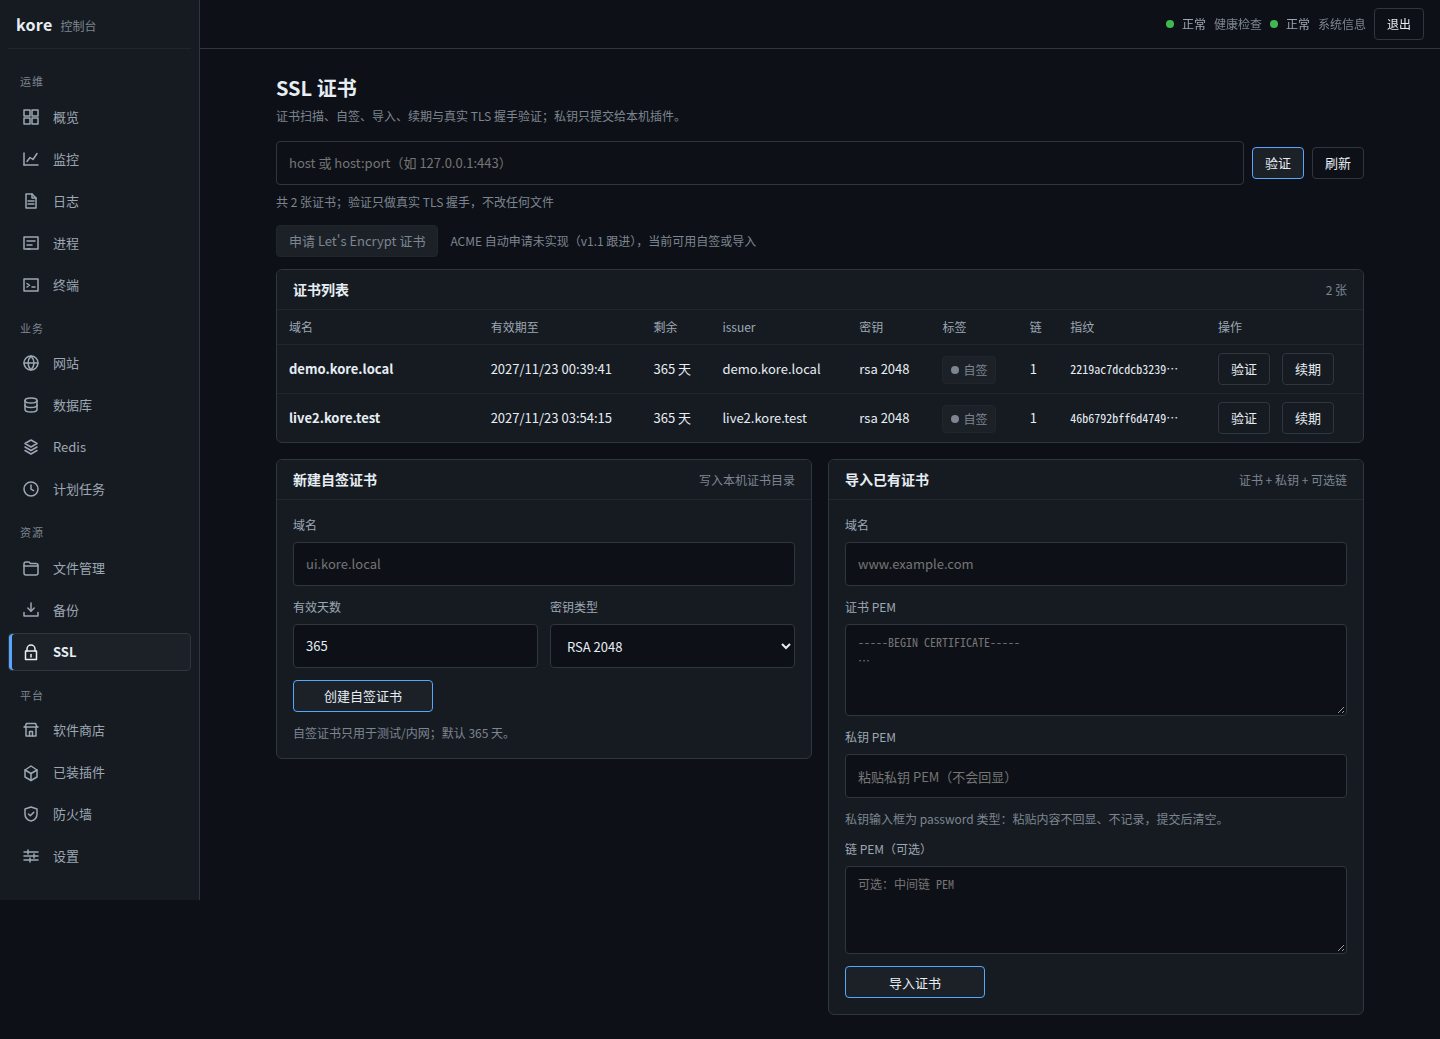 kore 控制台
正常 健康检查 正常 系统信息 退出
运维
概览
监控
日志
进程
终端
业务
网站
数据库
Redis
计划任务
资源
文件管理
备份
SSL
平台
软件商店
已装插件
防火墙
设置
SSL 证书
证书扫描、自签、导入、续期与真实 TLS 握手验证；私钥只提交给本机插件。
host 或 host:port（如 127.0.0.1:443） 验证 刷新
共 2 张证书；验证只做真实 TLS 握手，不改任何文件
申请 Let's Encrypt 证书 ACME 自动申请未实现（v1.1 跟进），当前可用自签或导入
证书列表 2 张
域名 有效期至 剩余 issuer 密钥 标签 链 指纹 操作
demo.kore.local 2027/11/23 00:39:41 365 天 demo.kore.local rsa 2048 自签 1 2219ac7dcdcb3239… 验证 续期
live2.kore.test 2027/11/23 03:54:15 365 天 live2.kore.test rsa 2048 自签 1 46b6792bff6d4749… 验证 续期
新建自签证书 写入本机证书目录
域名
ui.kore.local
有效天数 密钥类型
365 RSA 2048
创建自签证书
自签证书只用于测试/内网；默认 365 天。
导入已有证书 证书 + 私钥 + 可选链
域名
www.example.com
证书 PEM
-----BEGIN CERTIFICATE-----
…
私钥 PEM
粘贴私钥 PEM（不会回显）
私钥输入框为 password 类型：粘贴内容不回显、不记录，提交后清空。
链 PEM（可选）
可选：中间链 PEM
导入证书